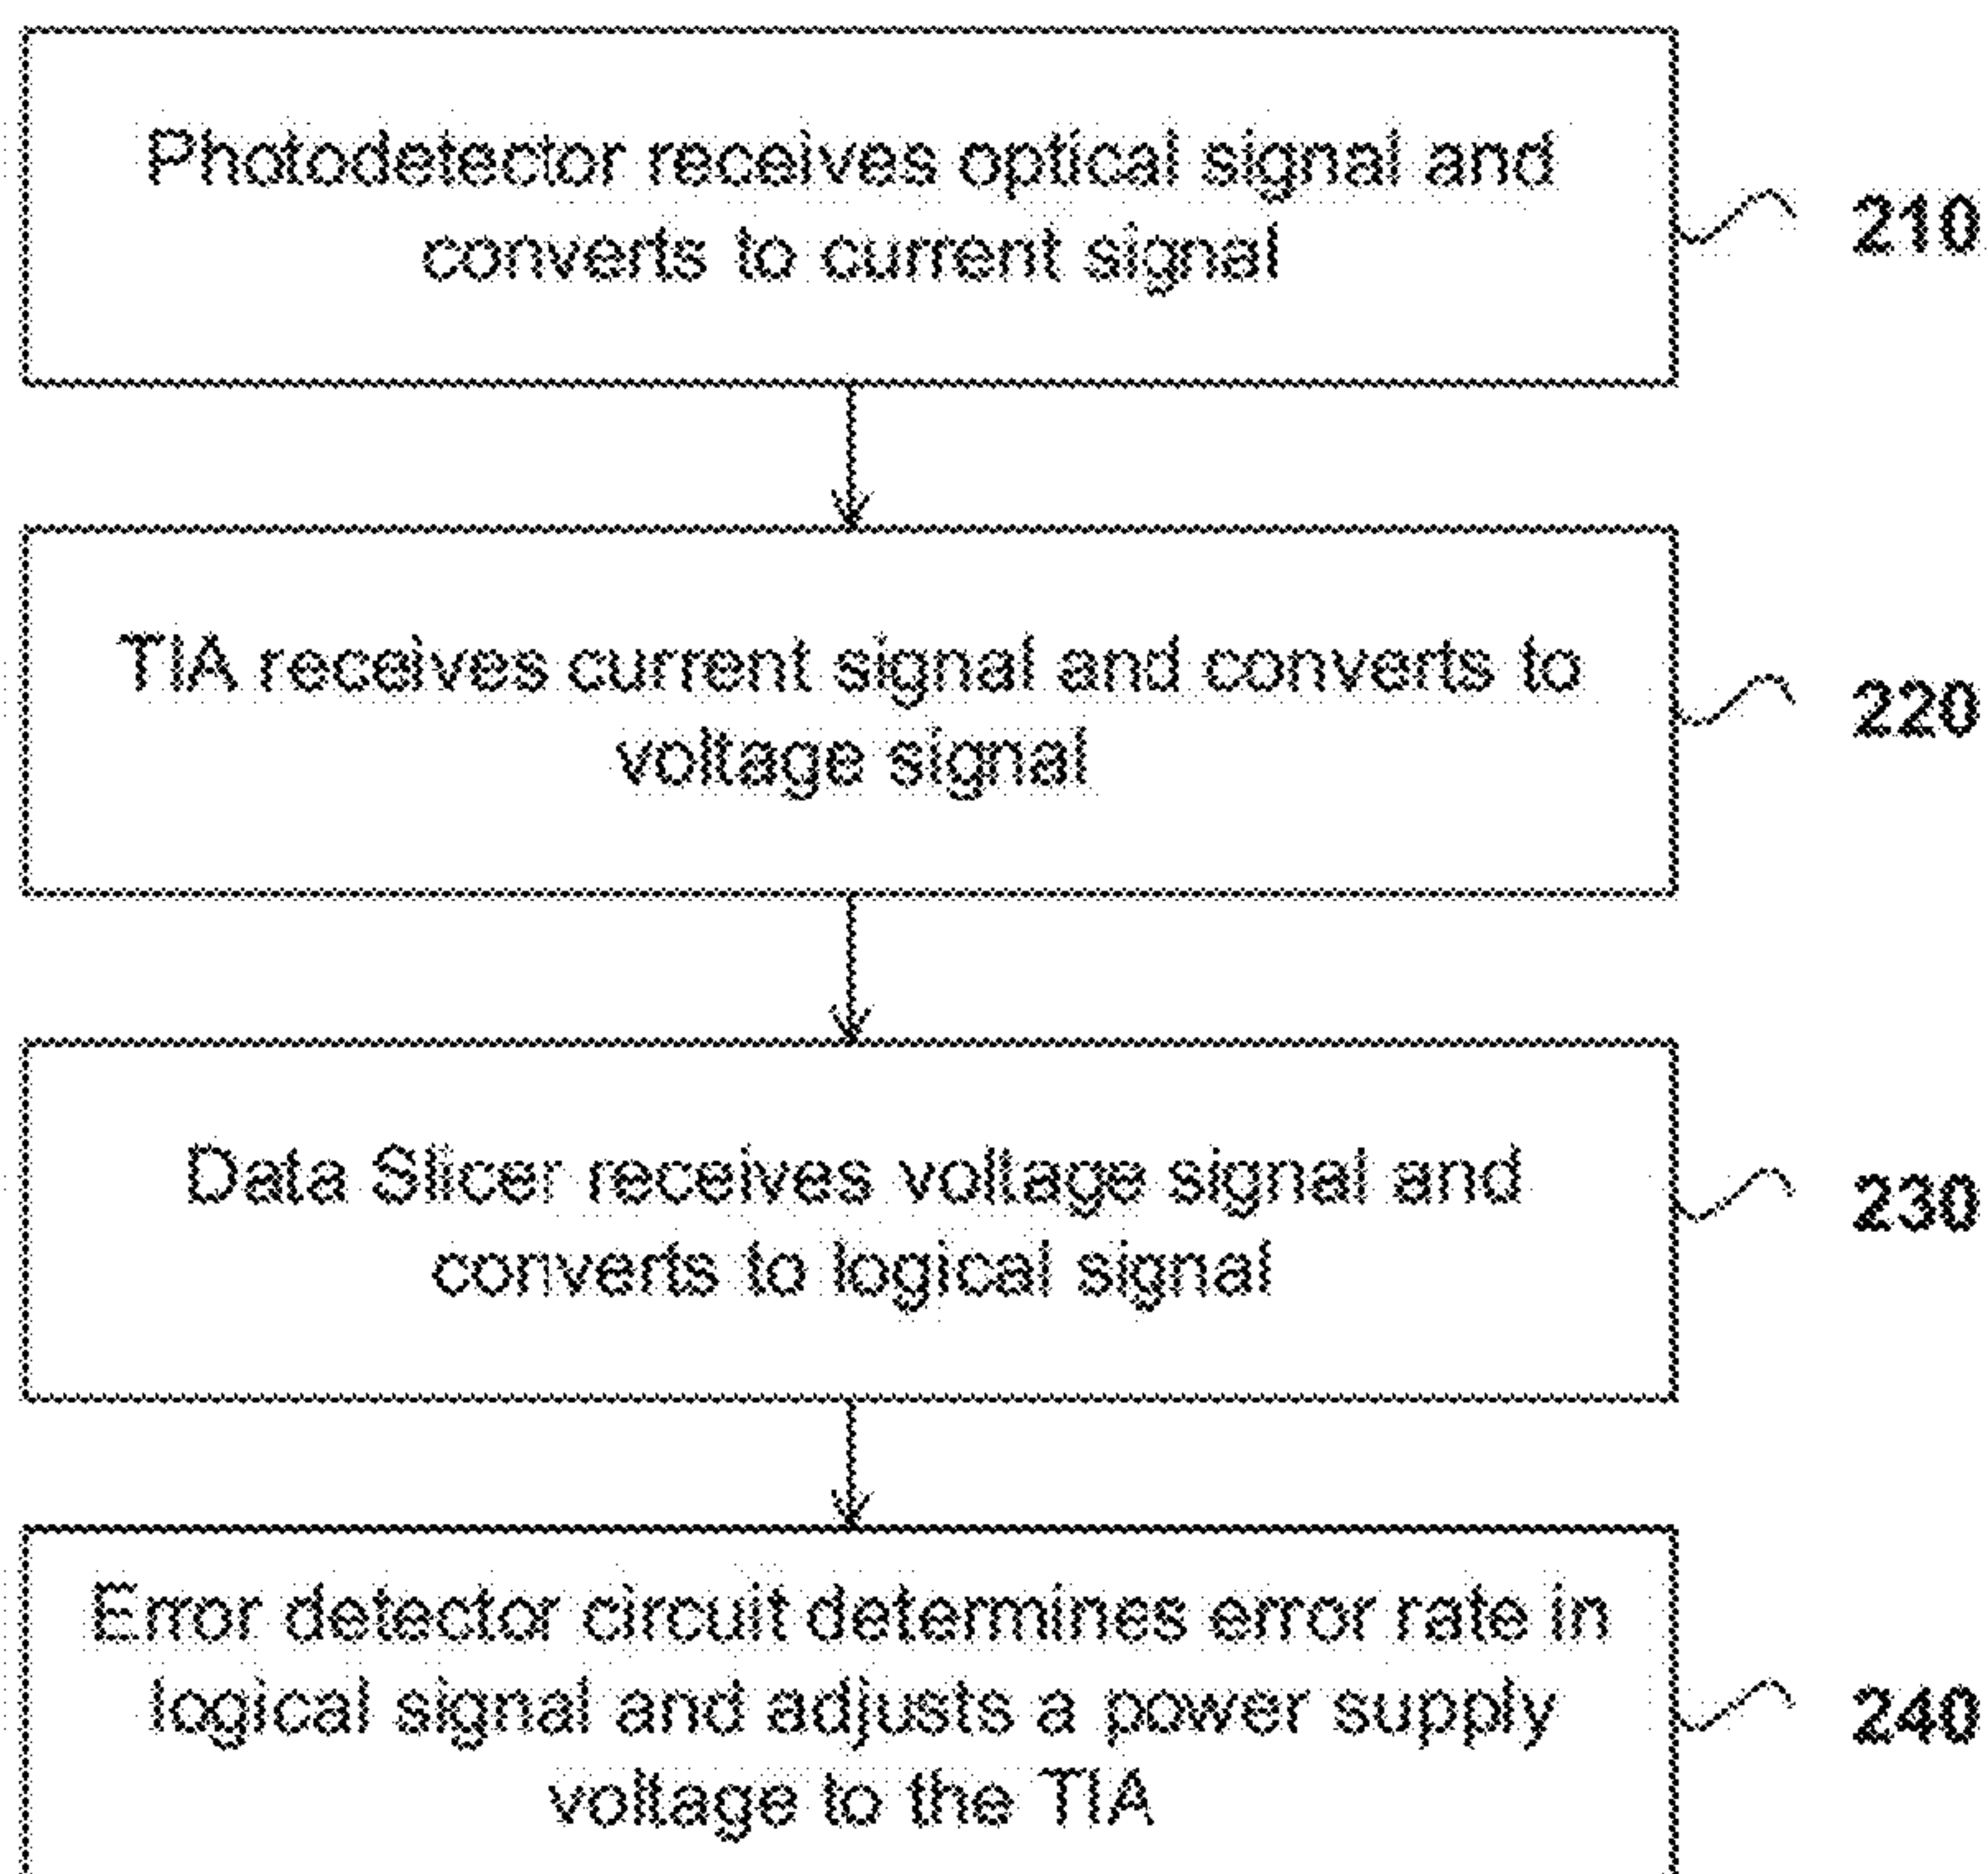 Photodetector receives optical signal and
converts to current signal
210
TIA receives current signal and converts to
voltage signal
220
Data Slicer receives voltage signal and
converts to logical signal
230
Error detector circuit determines error rate in
logical signal and adjusts a power supply
voltage to the TIA
240